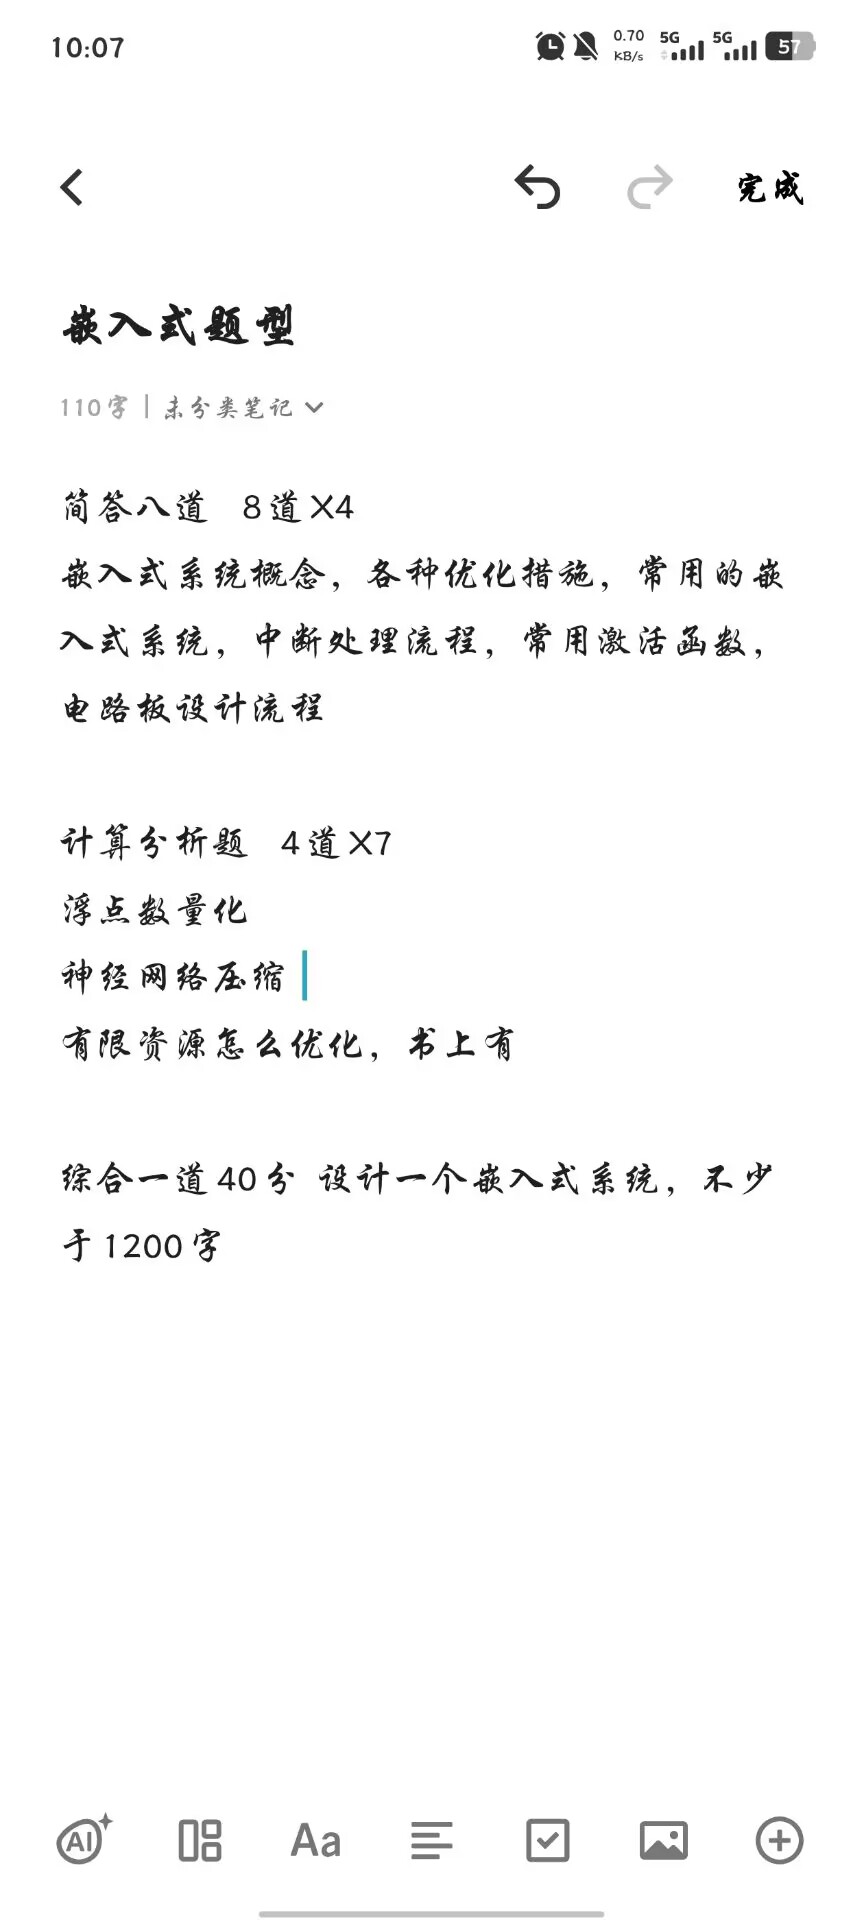 10:07
0.70
KB/s
5G
5G
57
完成
嵌入式题型
110字 | 未分类笔记
简答八道 8道X4
嵌入式系统概念，各种优化措施，常用的嵌
入式系统，中断处理流程，常用激活函数，
电路板设计流程
计算分析题 4道X7
浮点数量化
神经网络压缩
有限资源怎么优化，书上有
综合一道40分 设计一个嵌入式系统，不少
于1200字
AI
Aa